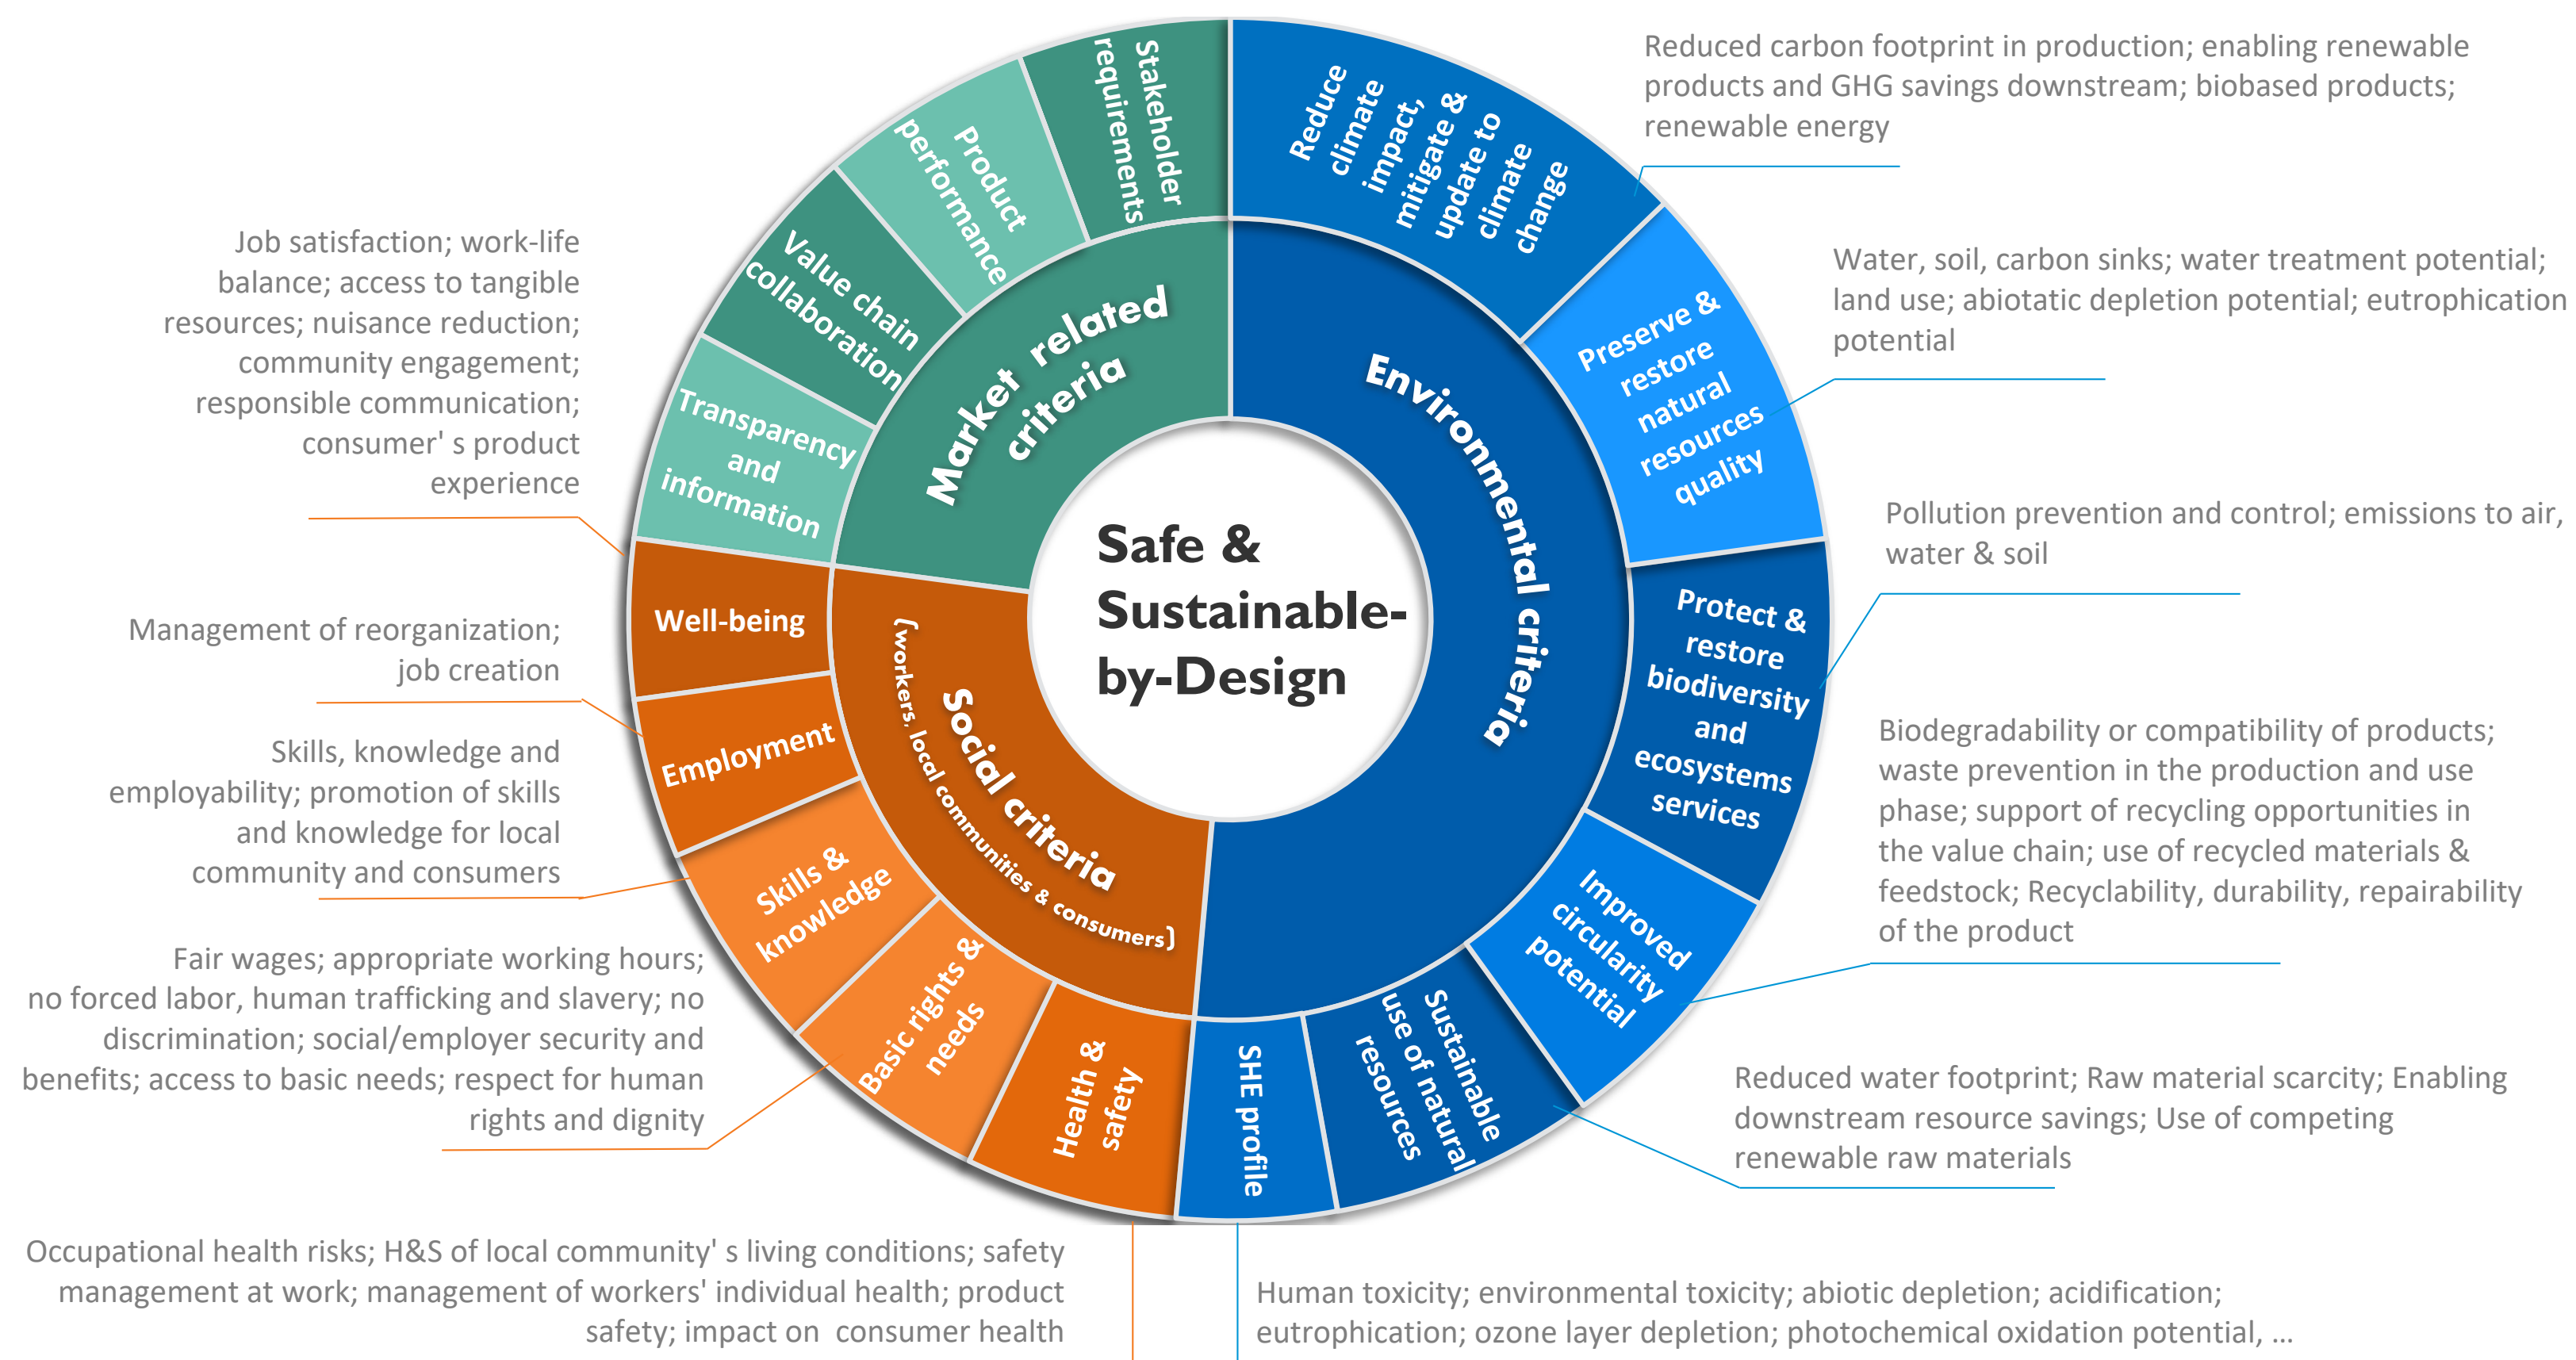 Safe &
Sustainable-
by-Design
Environmental criteria
Reduce
climate
impact,
mitigate &
update to
climate
change
Reduced carbon footprint in production; enabling renewable
products and GHG savings downstream; biobased products;
renewable energy
Preserve &
restore
natural
resources
quality
Water, soil, carbon sinks; water treatment potential;
land use; abiotatic depletion potential; eutrophication
potential
Protect &
restore
biodiversity
and
ecosystems
services
Pollution prevention and control; emissions to air,
water & soil
Improved
circularity
potential
Biodegradability or compatibility of products;
waste prevention in the production and use
phase; support of recycling opportunities in
the value chain; use of recycled materials &
feedstock; Recyclability, durability, repairability
of the product
Sustainable
use of natural
resources
Reduced water footprint; Raw material scarcity; Enabling
downstream resource savings; Use of competing
renewable raw materials
SHE profile
Human toxicity; environmental toxicity; abiotic depletion; acidification;
eutrophication; ozone layer depletion; photochemical oxidation potential, ...
Social criteria
(workers, local communities & consumers)
Health &
safety
Occupational health risks; H&S of local community' s living conditions; safety
management at work; management of workers' individual health; product
safety; impact on  consumer health
Basic rights &
needs
Fair wages; appropriate working hours;
no forced labor, human trafficking and slavery; no
discrimination; social/employer security and
benefits; access to basic needs; respect for human
rights and dignity
Skills &
knowledge
Skills, knowledge and
employability; promotion of skills
and knowledge for local
community and consumers
Employment
Management of reorganization;
job creation
Well-being
Job satisfaction; work-life
balance; access to tangible
resources; nuisance reduction;
community engagement;
responsible communication;
consumer' s product
experience
Market related
criteria
Transparency
and
information
Value chain
collaboration
Product
performance
Stakeholder
requirements